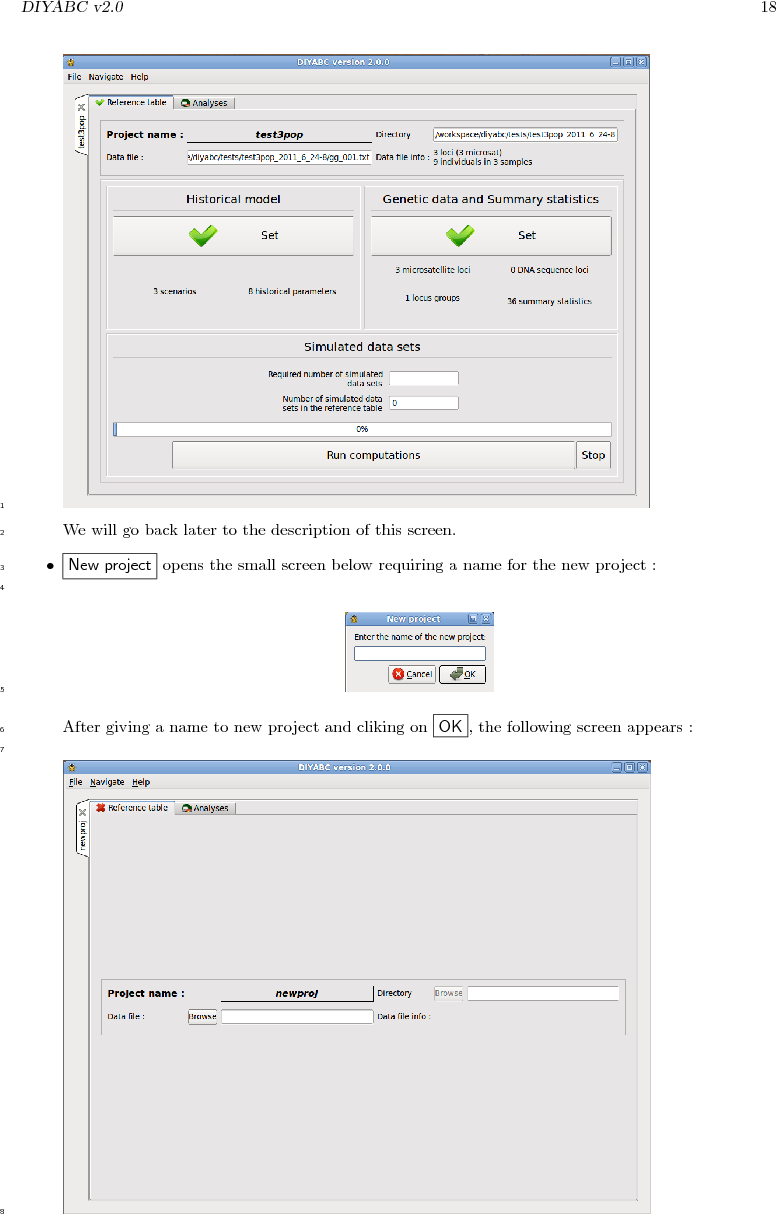 DIYABC v2.0 18
DIYABC version 2.0.0
File Navigate Help
Reference table Analyses
test3pop
Project name : test3pop Directory /workspace/diyabc/tests/test3pop_2011_6_24-8
Data file : /diyabc/tests/test3pop_2011_6_24-8/gg_001.txt Data file info : 3 loci (3 microsat)
9 individuals in 3 samples
Historical model Genetic data and Summary statistics
Set Set
3 microsatellite loci 0 DNA sequence loci
3 scenarios 8 historical parameters
1 locus groups 36 summary statistics
Simulated data sets
Required number of simulated
data sets
Number of simulated data
sets in the reference table 0
0%
Run computations Stop
1
2 We will go back later to the description of this screen.
3 • New project opens the small screen below requiring a name for the new project :
4
New project
Enter the name of the new project:
Cancel OK
5
6 After giving a name to new project and cliking on OK, the following screen appears :
7
DIYABC version 2.0.0
File Navigate Help
Reference table Analyses
newproj
Project name : newproj Directory Browse
Data file : Browse Data file info :
8